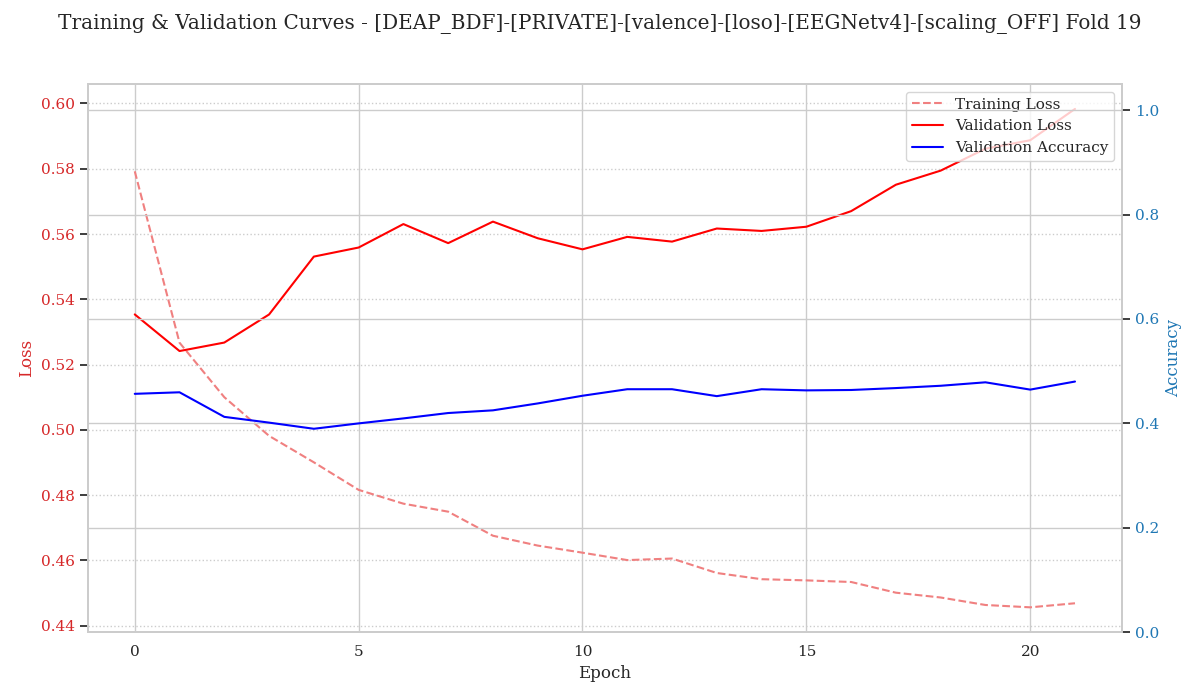 Training & Validation Curves - [DEAP_BDF]-[PRIVATE]-[valence]-[loso]-[EEGNetv4]-[scaling_OFF] Fold 19
Training Loss
Validation Loss
Validation Accuracy
0.60
0.58
0.56
0.54
0.52
0.50
0.48
0.46
0.44
Loss
1.0
0.8
0.6
0.4
0.2
0.0
Accuracy
0 5 10 15 20
Epoch